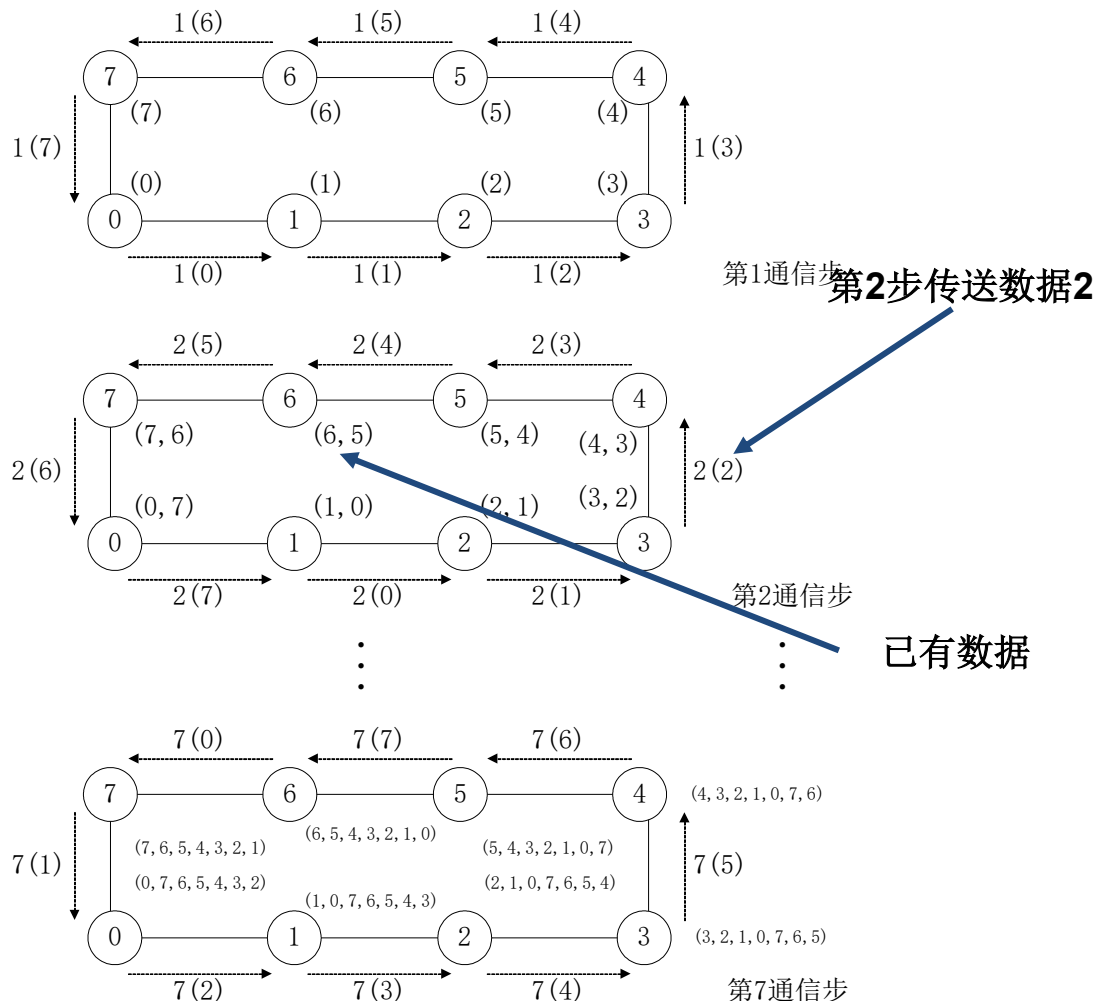 1(6) 1(5) 1(4)
7 6 5 4
(7) (6) (5) (4)
1(7) 1(3)
(0) (1) (2) (3)
0 1 2 3
1(0) 1(1) 1(2)
第1通信步
第2步传送数据2
2(5) 2(4) 2(3)
7 6 5 4
(7,6) (6,5) (5,4) (4,3)
2(6) 2(2)
(0,7) (1,0) (2,1) (3,2)
0 1 2 3
2(7) 2(0) 2(1)
第2通信步
已有数据
7(0) 7(7) 7(6)
7 6 5 4 (4,3,2,1,0,7,6)
(6,5,4,3,2,1,0)
(7,6,5,4,3,2,1) (5,4,3,2,1,0,7)
7(1) 7(5)
(0,7,6,5,4,3,2) (2,1,0,7,6,5,4)
(1,0,7,6,5,4,3)
0 1 2 3 (3,2,1,0,7,6,5)
7(2) 7(3) 7(4)
第7通信步